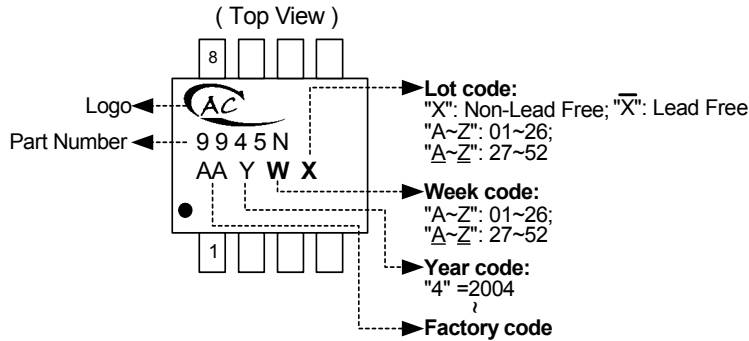 ( Top View )
8
Logo
AC
Part Number
9945N
AA Y W X
1
Lot code:
"X": Non-Lead Free; "X̅": Lead Free
"A~Z": 01~26;
"A̲~Z̲": 27~52
Week code:
"A~Z": 01~26;
"A̲~Z̲": 27~52
Year code:
"4" =2004
~
Factory code